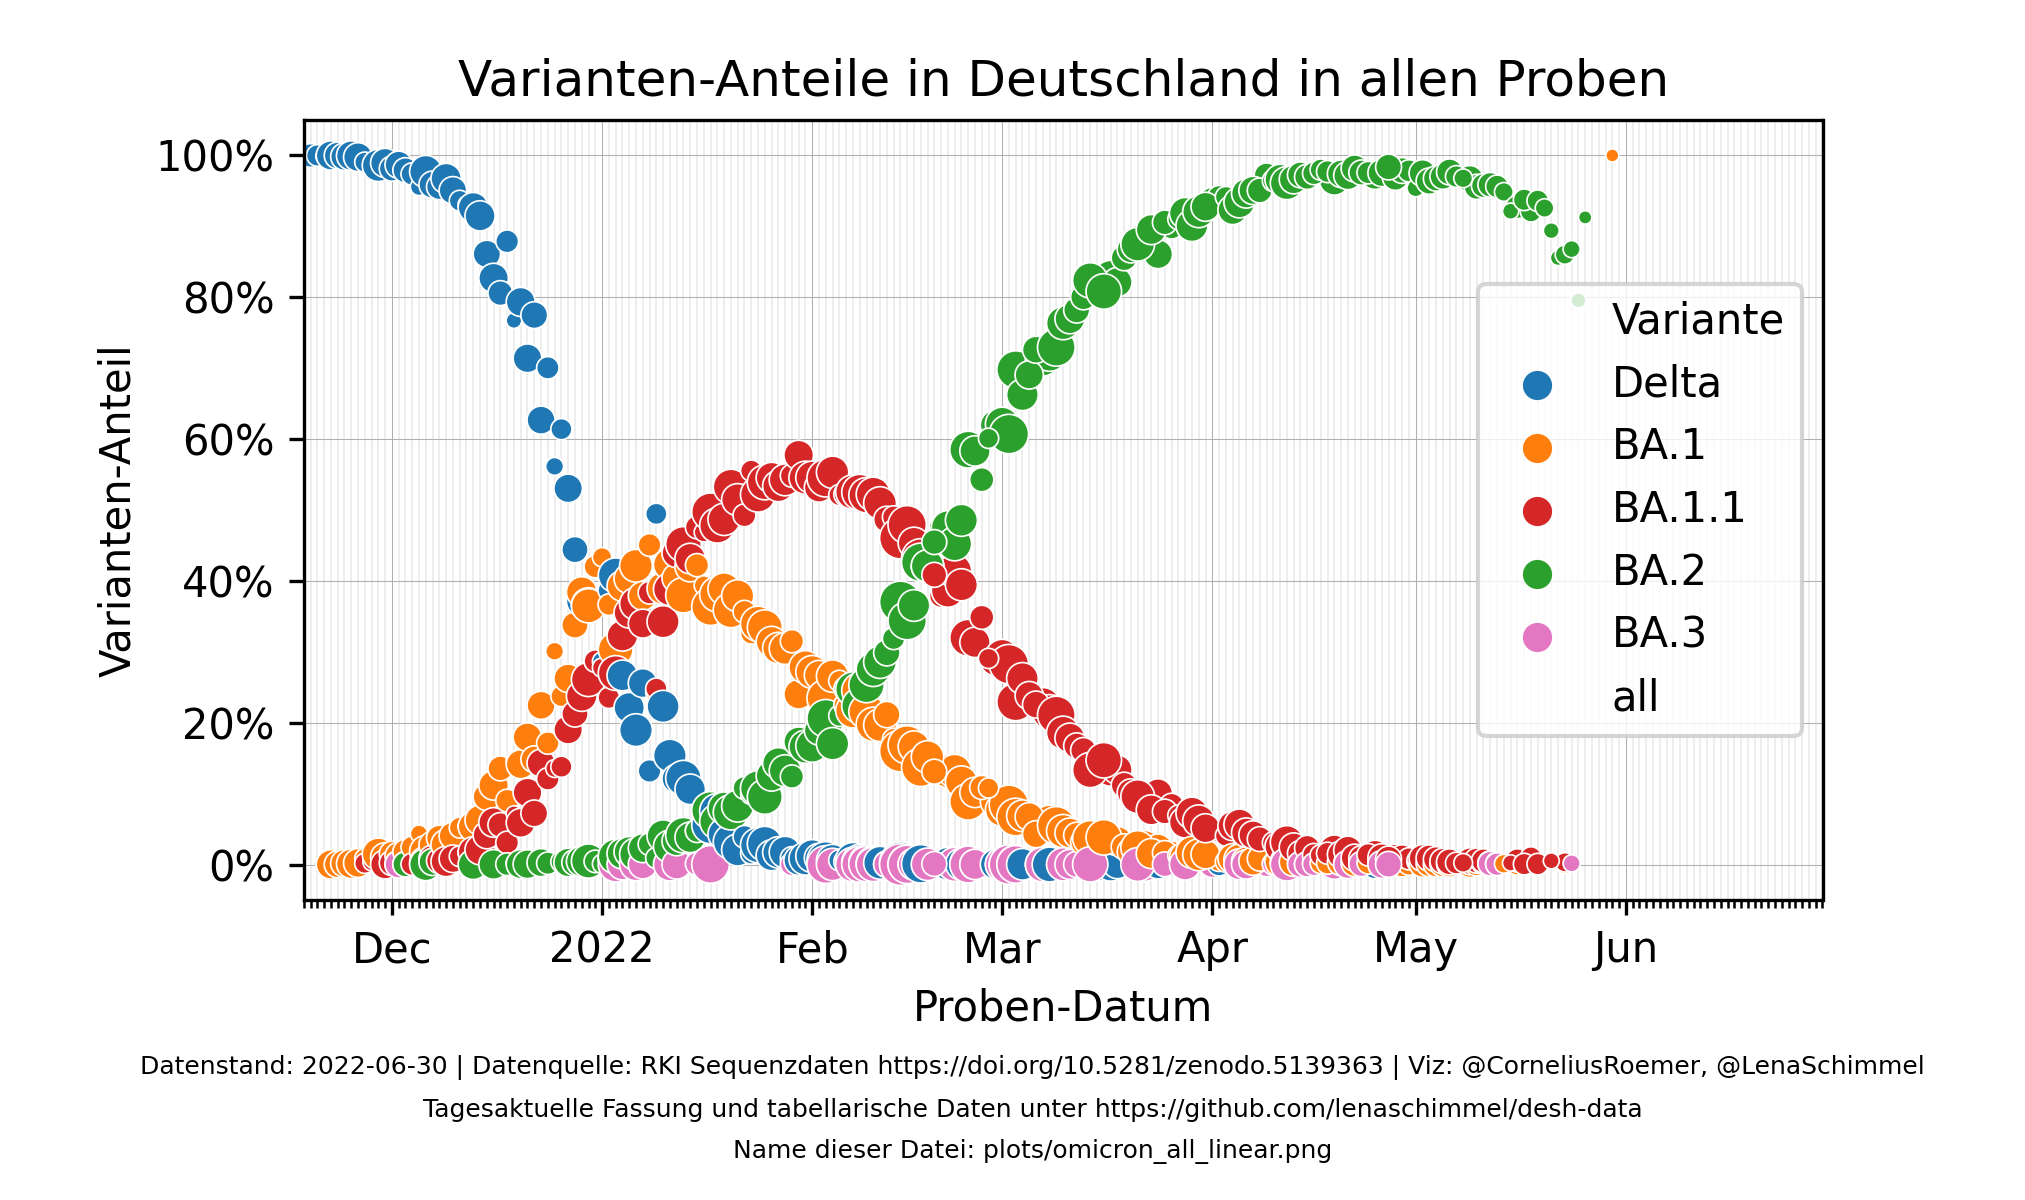 Varianten-Anteile in Deutschland in allen Proben
100%
80%
60%
40%
20%
0%
Varianten-Anteil
Variante
Delta
BA.1
BA.1.1
BA.2
BA.3
all
Dec 2022 Feb Mar Apr May Jun
Proben-Datum
Datenstand: 2022-06-30 | Datenquelle: RKI Sequenzdaten https://doi.org/10.5281/zenodo.5139363 | Viz: @CorneliusRoemer, @LenaSchimmel
Tagesaktuelle Fassung und tabellarische Daten unter https://github.com/lenaschimmel/desh-data
Name dieser Datei: plots/omicron_all_linear.png